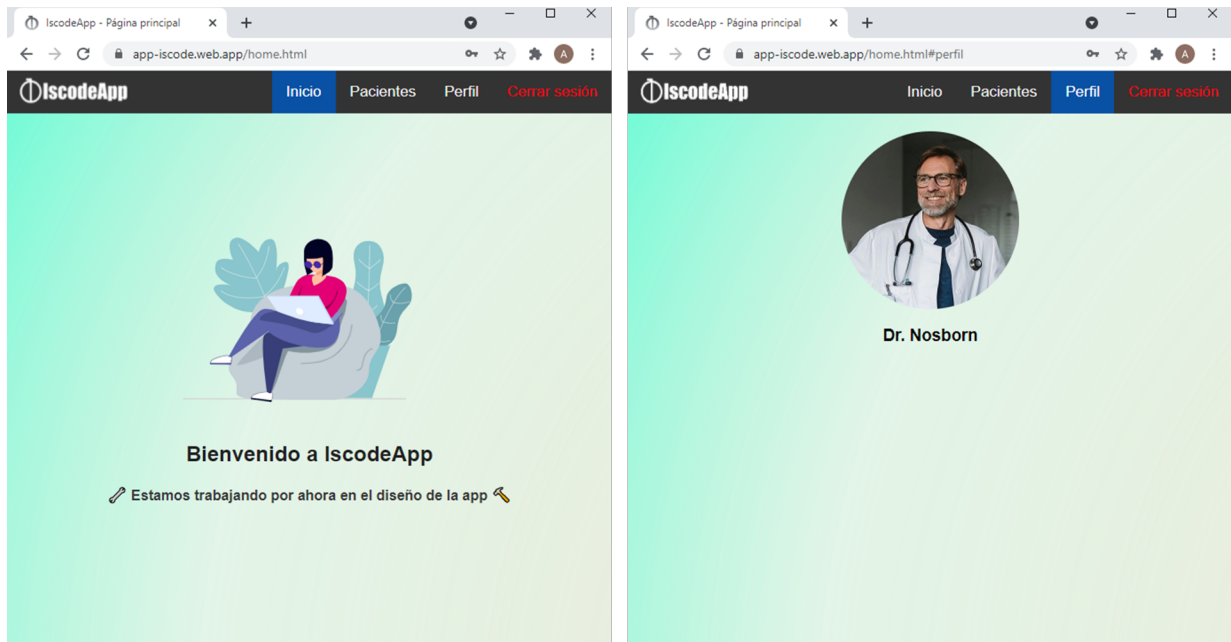 IscodeApp - Página principal
app-iscode.web.app/home.html
A
IscodeApp
Inicio
Pacientes
Perfil
Cerrar sesión
Bienvenido a IscodeApp
Estamos trabajando por ahora en el diseño de la app
IscodeApp - Página principal
app-iscode.web.app/home.html#perfil
A
IscodeApp
Inicio
Pacientes
Perfil
Cerrar sesión
Dr. Nosborn